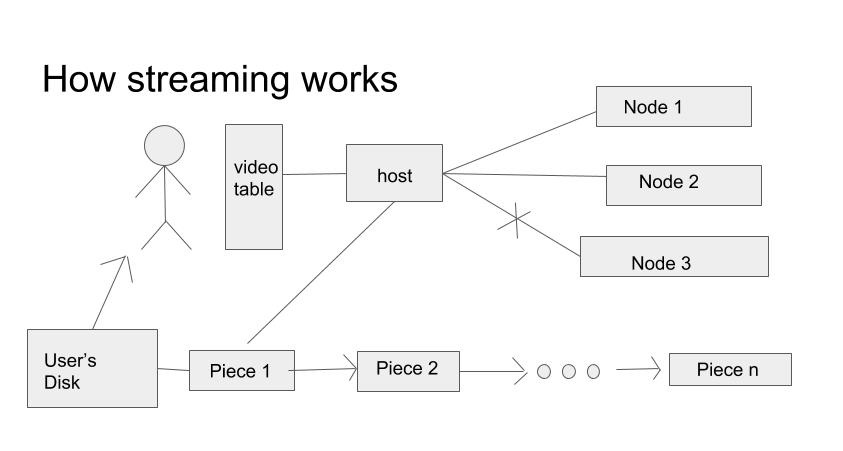 How streaming works
video
table
host
Node 1
Node 2
Node 3
User's
Disk
Piece 1
Piece 2
Piece n